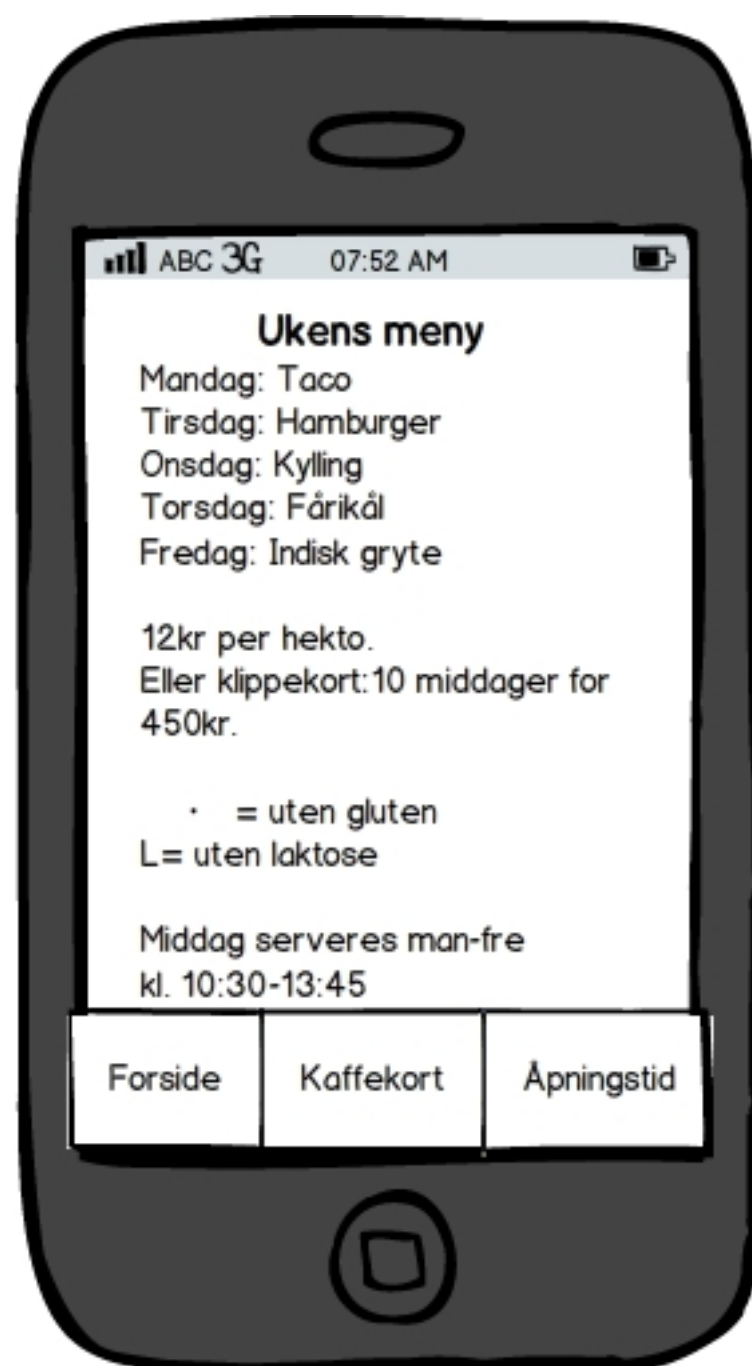 ABC 3G 07:52 AM
Ukens meny
Mandag: Taco
Tirsdag: Hamburger
Onsdag: Kylling
Torsdag: Fårikål
Fredag: Indisk gryte
12kr per hekto.
Eller klippekort:10 middager for
450kr.
· = uten gluten
L= uten laktose
Middag serveres man-fre
kl. 10:30-13:45
Forside Kaffekort Åpningstid